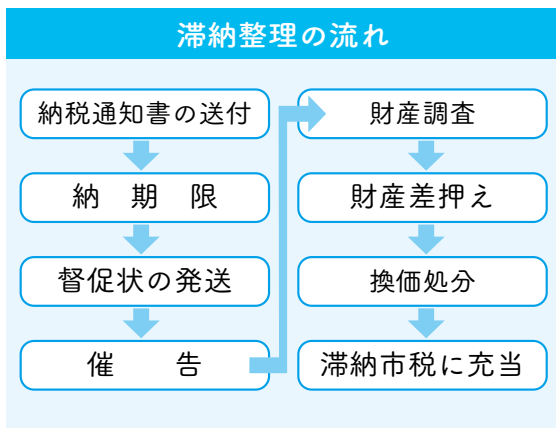 滞納整理の流れ
納税通知書の送付
納期限
督促状の発送
催告
財産調査
財産差押え
換価処分
滞納市税に充当